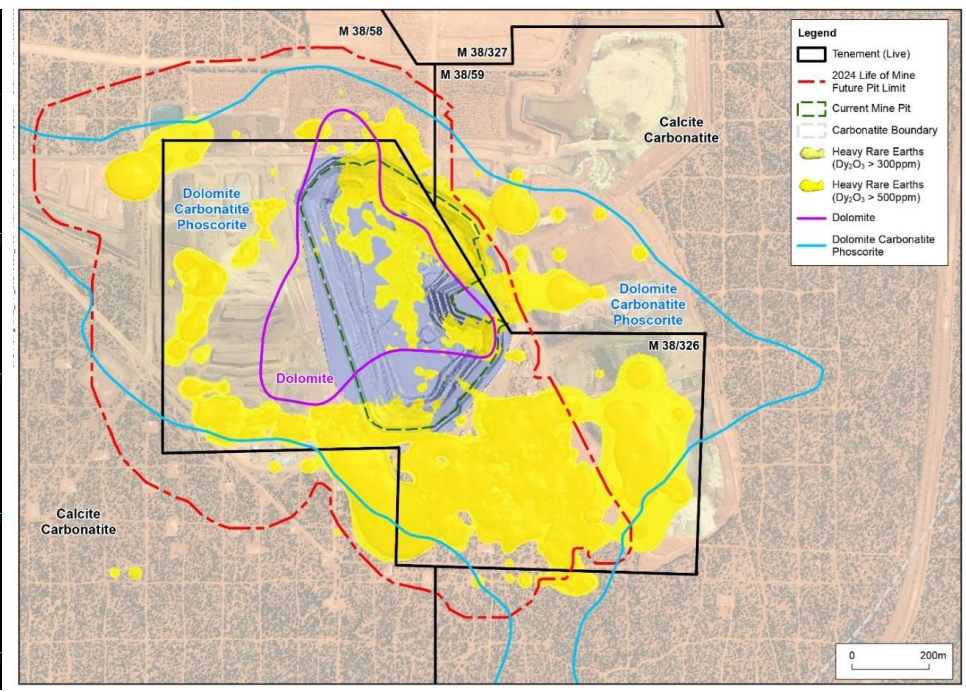 M 38/58
M 38/327
M 38/59
Calcite
Carbonatite
Dolomite
Carbonatite
Phoscorite
Dolomite
Carbonatite
Phoscorite
M 38/326
Dolomite
Calcite
Carbonatite
Legend
Tenement (Live)
2024 Life of Mine
Future Pit Limit
Current Mine Pit
Carbonatite Boundary
Heavy Rare Earths
(Dy₂O₃ > 300ppm)
Heavy Rare Earths
(Dy₂O₃ > 500ppm)
Dolomite
Dolomite Carbonatite
Phoscorite
0 200m